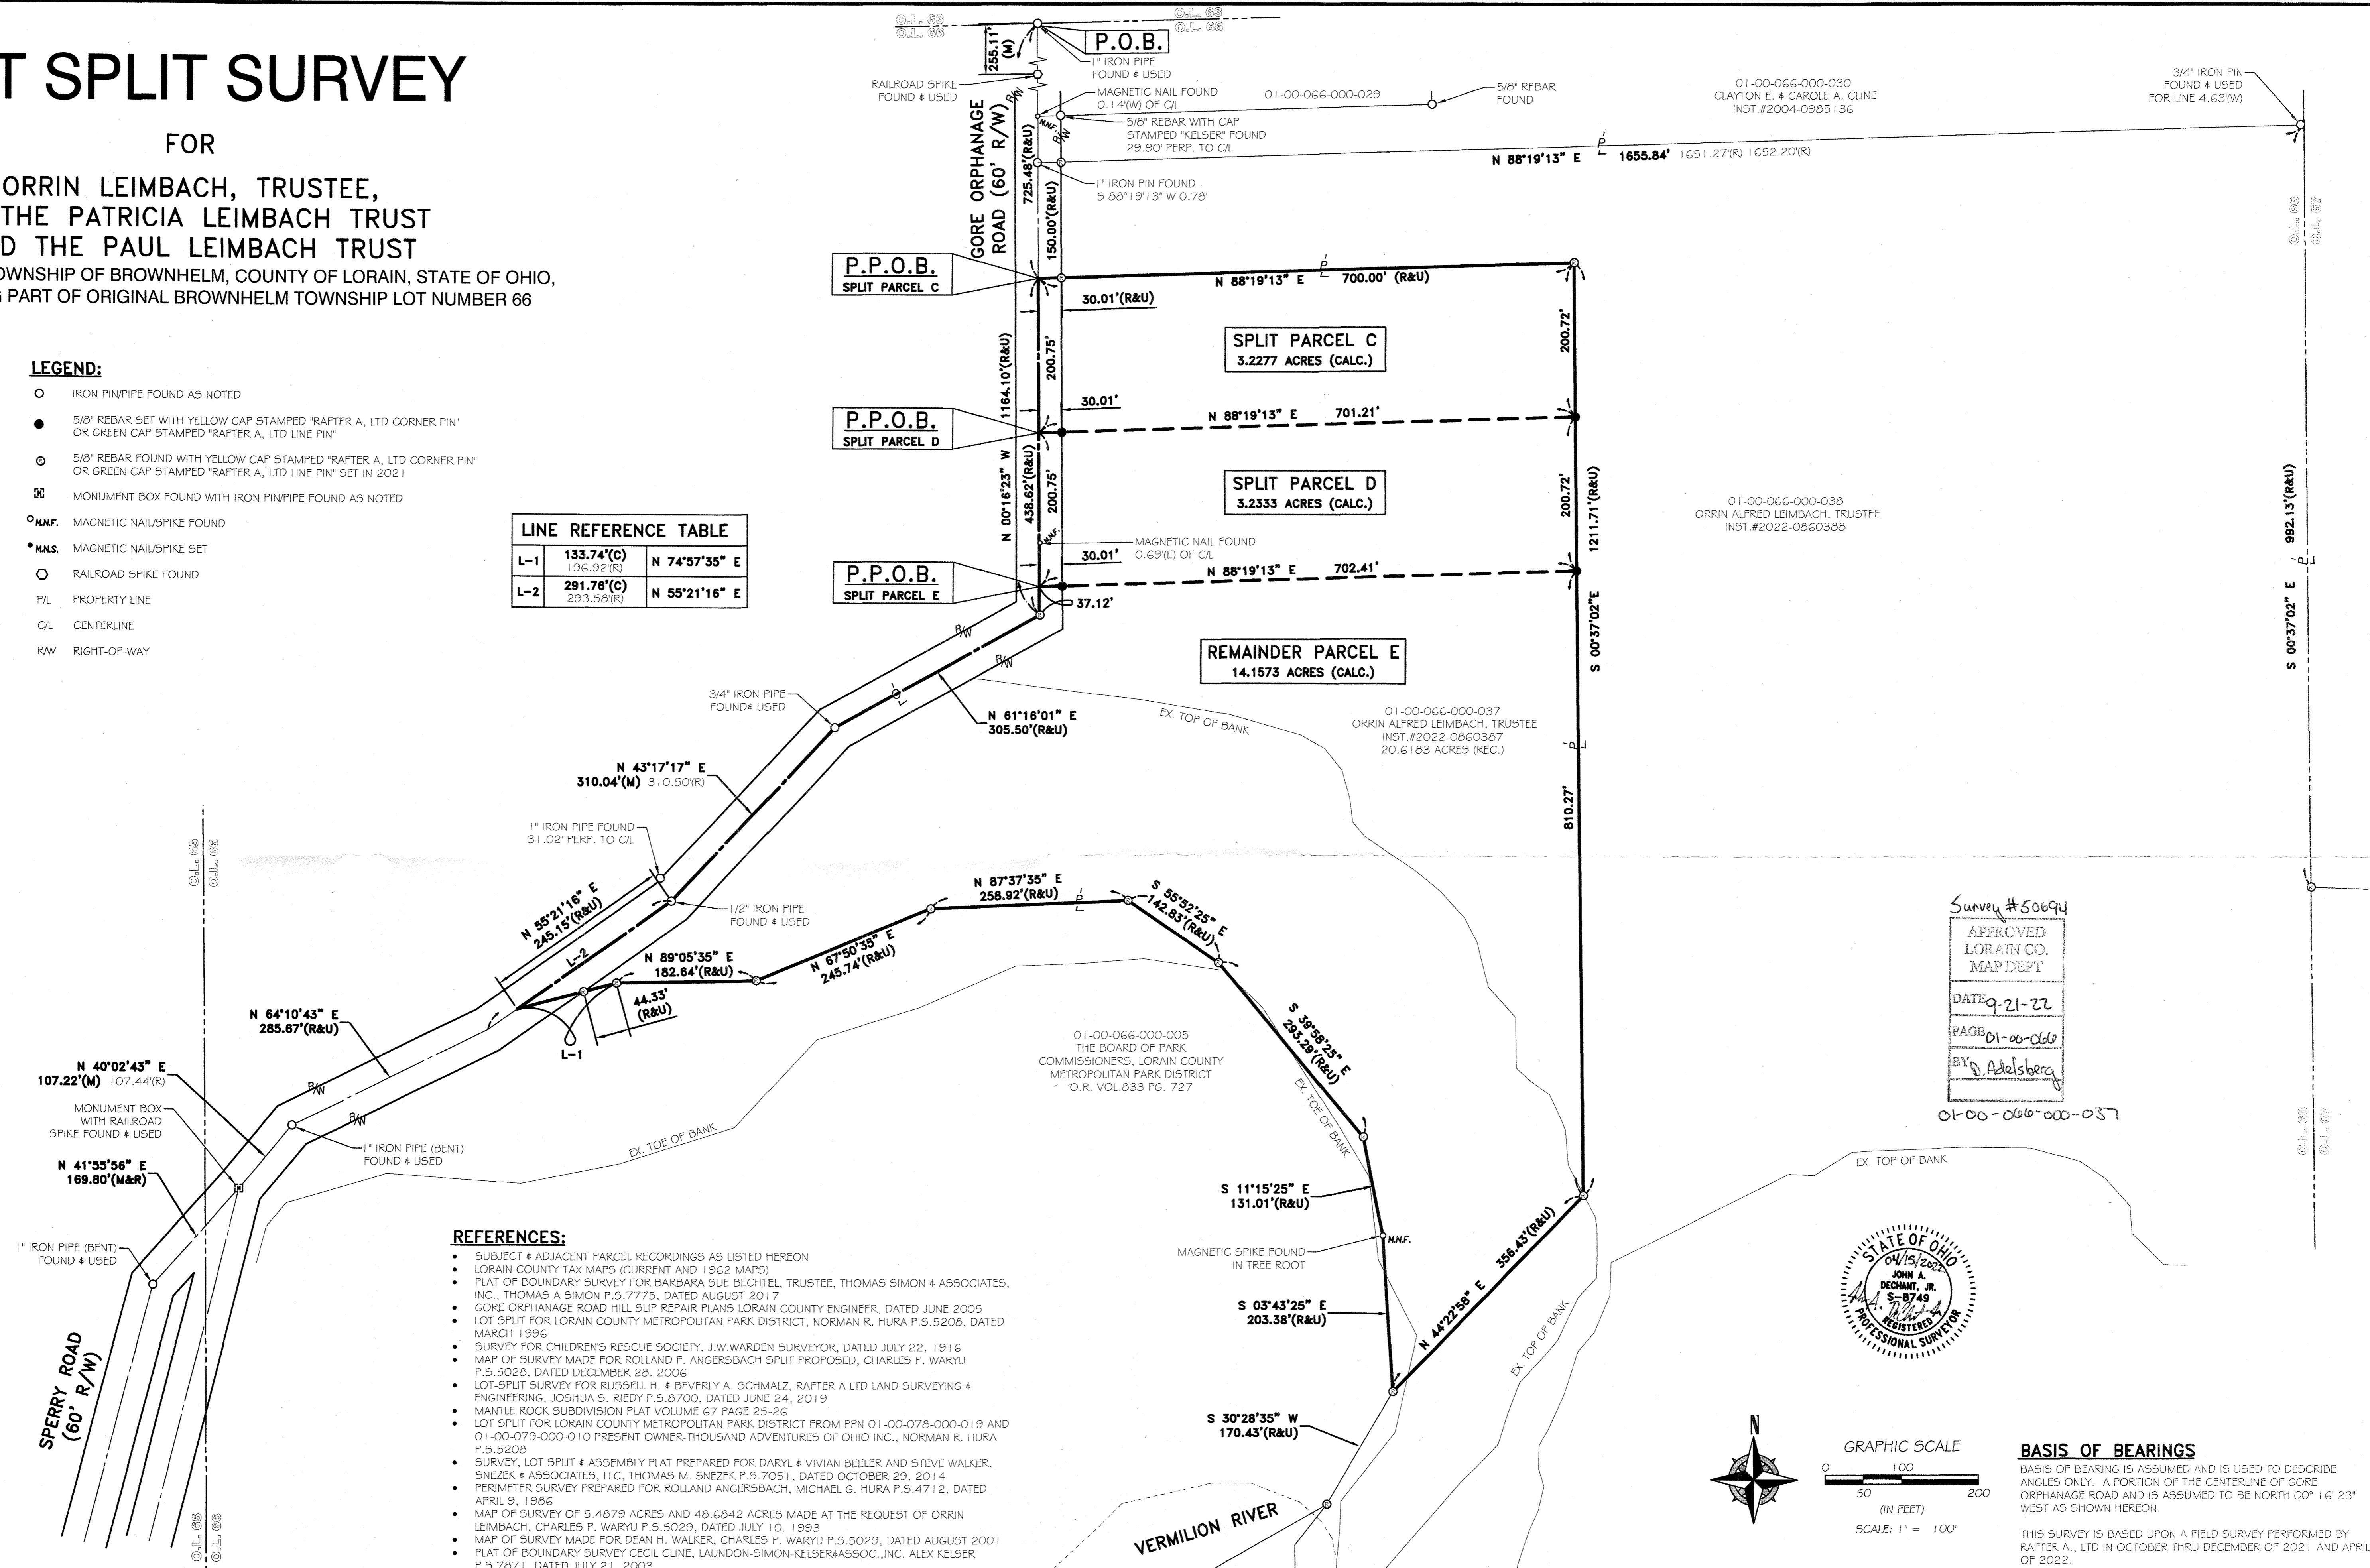 T SPLIT SURVEY
FOR
ORRIN LEIMBACH, TRUSTEE,
THE PATRICIA LEIMBACH TRUST
D THE PAUL LEIMBACH TRUST
OWNSHIP OF BROWNHELM, COUNTY OF LORAIN, STATE OF OHIO,
G PART OF ORIGINAL BROWNHELM TOWNSHIP LOT NUMBER 66
LEGEND:
IRON PIN/PIPE FOUND AS NOTED
5/8" REBAR SET WITH YELLOW CAP STAMPED "RAFTER A, LTD CORNER PIN"
OR GREEN CAP STAMPED "RAFTER A, LTD LINE PIN"
5/8" REBAR FOUND WITH YELLOW CAP STAMPED "RAFTER A, LTD CORNER PIN"
OR GREEN CAP STAMPED "RAFTER A, LTD LINE PIN" SET IN 2021
MONUMENT BOX FOUND WITH IRON PIN/PIPE FOUND AS NOTED
M.N.F. MAGNETIC NAIL/SPIKE FOUND
M.N.S. MAGNETIC NAIL/SPIKE SET
RAILROAD SPIKE FOUND
P/L PROPERTY LINE
C/L CENTERLINE
R/W RIGHT-OF-WAY
LINE REFERENCE TABLE
L-1 133.74'(C) N 74°57'35" E
196.92'(R)
L-2 291.76'(C) N 55°21'16" E
293.58'(R)
O.L. 63
O.L. 66
O.L. 63
O.L. 66
255.11'
(M)
P.O.B.
1" IRON PIPE
FOUND & USED
RAILROAD SPIKE
FOUND & USED
MAGNETIC NAIL FOUND
0.14'(W) OF C/L
01-00-066-000-029
5/8" REBAR
FOUND
01-00-066-000-030
CLAYTON E. & CAROLE A. CLINE
INST.#2004-0985136
3/4" IRON PIN
FOUND & USED
FOR LINE 4.63'(W)
R/W
M.N.F.
R/W
5/8" REBAR WITH CAP
STAMPED "KELSER" FOUND
29.90' PERP. TO C/L
GORE ORPHANAGE
ROAD (60' R/W)
725.48'(R&U)
150.00'(R&U)
1" IRON PIN FOUND
S 88°19'13" W 0.78'
N 88°19'13" E P/L 1655.84' 1651.27'(R) 1652.20'(R)
O.L. 66
O.L. 67
P.P.O.B.
SPLIT PARCEL C
P/L
N 88°19'13" E 700.00' (R&U)
30.01'(R&U)
SPLIT PARCEL C
3.2277 ACRES (CALC.)
200.75'
200.72'
N 00°16'23" W 1164.10'(R&U)
438.62'(R&U)
P.P.O.B.
SPLIT PARCEL D
30.01'
N 88°19'13" E 701.21'
SPLIT PARCEL D
3.2333 ACRES (CALC.)
200.75'
200.72'
S 00°37'02"E 1211.71'(R&U)
01-00-066-000-038
ORRIN ALFRED LEIMBACH, TRUSTEE
INST.#2022-0860388
S 00°37'02" E P/L 992.13'(R&U)
M.N.F.
MAGNETIC NAIL FOUND
0.69'(E) OF C/L
P.P.O.B.
SPLIT PARCEL E
30.01'
N 88°19'13" E 702.41'
37.12'
REMAINDER PARCEL E
14.1573 ACRES (CALC.)
R/W
R/W
P/L
3/4" IRON PIPE
FOUND& USED
N 61°16'01" E
305.50'(R&U)
EX. TOP OF BANK
01-00-066-000-037
ORRIN ALFRED LEIMBACH, TRUSTEE
INST.#2022-0860387
20.6183 ACRES (REC.)
P/L
810.27'
N 43°17'17" E
310.04'(M) 310.50'(R)
1" IRON PIPE FOUND
31.02' PERP. TO C/L
O.L. 65
O.L. 66
N 55°21'16" E
245.15'(R&U)
L-2
1/2" IRON PIPE
FOUND & USED
N 87°37'35" E
258.92'(R&U) P/L
S 55°52'25" E
142.83'(R&U)
N 89°05'35" E
182.64'(R&U)
N 67°50'35" E
245.74'(R&U)
44.33'
(R&U)
L-1
S 39°58'25" E
293.29'(R&U)
N 64°10'43" E
285.67'(R&U)
N 40°02'43" E
107.22'(M) 107.44'(R)
R/W
R/W
MONUMENT BOX
WITH RAILROAD
SPIKE FOUND & USED
1" IRON PIPE (BENT)
FOUND & USED
EX. TOE OF BANK
N 41°55'56" E
169.80'(M&R)
1" IRON PIPE (BENT)
FOUND & USED
01-00-066-000-005
THE BOARD OF PARK
COMMISSIONERS, LORAIN COUNTY
METROPOLITAN PARK DISTRICT
O.R. VOL.833 PG. 727
EX. TOE OF BANK
S 11°15'25" E
131.01'(R&U)
MAGNETIC SPIKE FOUND
IN TREE ROOT
M.N.F.
S 03°43'25" E
203.38'(R&U)
N 44°22'58" E 356.43'(R&U)
EX. TOP OF BANK
S 30°28'35" W
170.43'(R&U)
VERMILION RIVER
SPERRY ROAD
(60' R/W)
O.L. 65
O.L. 66
Survey #50694
APPROVED
LORAIN CO.
MAP DEPT
DATE 9-21-22
PAGE 01-00-066
BY D. Adelsberg
01-00-066-000-037
EX. TOP OF BANK
O.L. 66
O.L. 67
STATE OF OHIO
04/15/2022
JOHN A.
DECHANT, JR.
S-8749
REGISTERED
PROFESSIONAL SURVEYOR
REFERENCES:
• SUBJECT & ADJACENT PARCEL RECORDINGS AS LISTED HEREON
• LORAIN COUNTY TAX MAPS (CURRENT AND 1962 MAPS)
• PLAT OF BOUNDARY SURVEY FOR BARBARA SUE BECHTEL, TRUSTEE, THOMAS SIMON & ASSOCIATES,
INC., THOMAS A SIMON P.S.7775, DATED AUGUST 2017
• GORE ORPHANAGE ROAD HILL SLIP REPAIR PLANS LORAIN COUNTY ENGINEER, DATED JUNE 2005
• LOT SPLIT FOR LORAIN COUNTY METROPOLITAN PARK DISTRICT, NORMAN R. HURA P.S.5208, DATED
MARCH 1996
• SURVEY FOR CHILDREN'S RESCUE SOCIETY, J.W.WARDEN SURVEYOR, DATED JULY 22, 1916
• MAP OF SURVEY MADE FOR ROLLAND F. ANGERSBACH SPLIT PROPOSED, CHARLES P. WARYU
P.S.5028, DATED DECEMBER 28, 2006
• LOT-SPLIT SURVEY FOR RUSSELL H. & BEVERLY A. SCHMALZ, RAFTER A LTD LAND SURVEYING &
ENGINEERING, JOSHUA S. RIEDY P.S.8700, DATED JUNE 24, 2019
• MANTLE ROCK SUBDIVISION PLAT VOLUME 67 PAGE 25-26
• LOT SPLIT FOR LORAIN COUNTY METROPOLITAN PARK DISTRICT FROM PPN 01-00-078-000-019 AND
01-00-079-000-010 PRESENT OWNER-THOUSAND ADVENTURES OF OHIO INC., NORMAN R. HURA
P.S.5208
• SURVEY, LOT SPLIT & ASSEMBLY PLAT PREPARED FOR DARYL & VIVIAN BEELER AND STEVE WALKER,
SNEZEK & ASSOCIATES, LLC, THOMAS M. SNEZEK P.S.7051, DATED OCTOBER 29, 2014
• PERIMETER SURVEY PREPARED FOR ROLLAND ANGERSBACH, MICHAEL G. HURA P.S.4712, DATED
APRIL 9, 1986
• MAP OF SURVEY OF 5.4879 ACRES AND 48.6842 ACRES MADE AT THE REQUEST OF ORRIN
LEIMBACH, CHARLES P. WARYU P.S.5029, DATED JULY 10, 1993
• MAP OF SURVEY MADE FOR DEAN H. WALKER, CHARLES P. WARYU P.S.5029, DATED AUGUST 2001
• PLAT OF BOUNDARY SURVEY CECIL CLINE, LAUNDON-SIMON-KELSER&ASSOC.,INC. ALEX KELSER
P.S.7871, DATED JULY 21, 2003
N
GRAPHIC SCALE
0 100
50 200
(IN FEET)
SCALE: 1" = 100'
BASIS OF BEARINGS
BASIS OF BEARING IS ASSUMED AND IS USED TO DESCRIBE
ANGLES ONLY. A PORTION OF THE CENTERLINE OF GORE
ORPHANAGE ROAD AND IS ASSUMED TO BE NORTH 00° 16' 23"
WEST AS SHOWN HEREON.
THIS SURVEY IS BASED UPON A FIELD SURVEY PERFORMED BY
RAFTER A., LTD IN OCTOBER THRU DECEMBER OF 2021 AND APRIL
OF 2022.